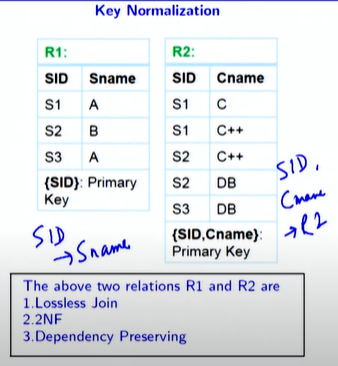 Key Normalization
R1:
SID Sname
S1 A
S2 B
S3 A
{SID}: Primary
Key
SID
→ Sname
R2:
SID Cname
S1 C
S1 C++
S2 C++
S2 DB
S3 DB
{SID,Cname}:
Primary Key
SID,
Cname
→ R2
The above two relations R1 and R2 are
1.Lossless Join
2.2NF
3.Dependency Preserving